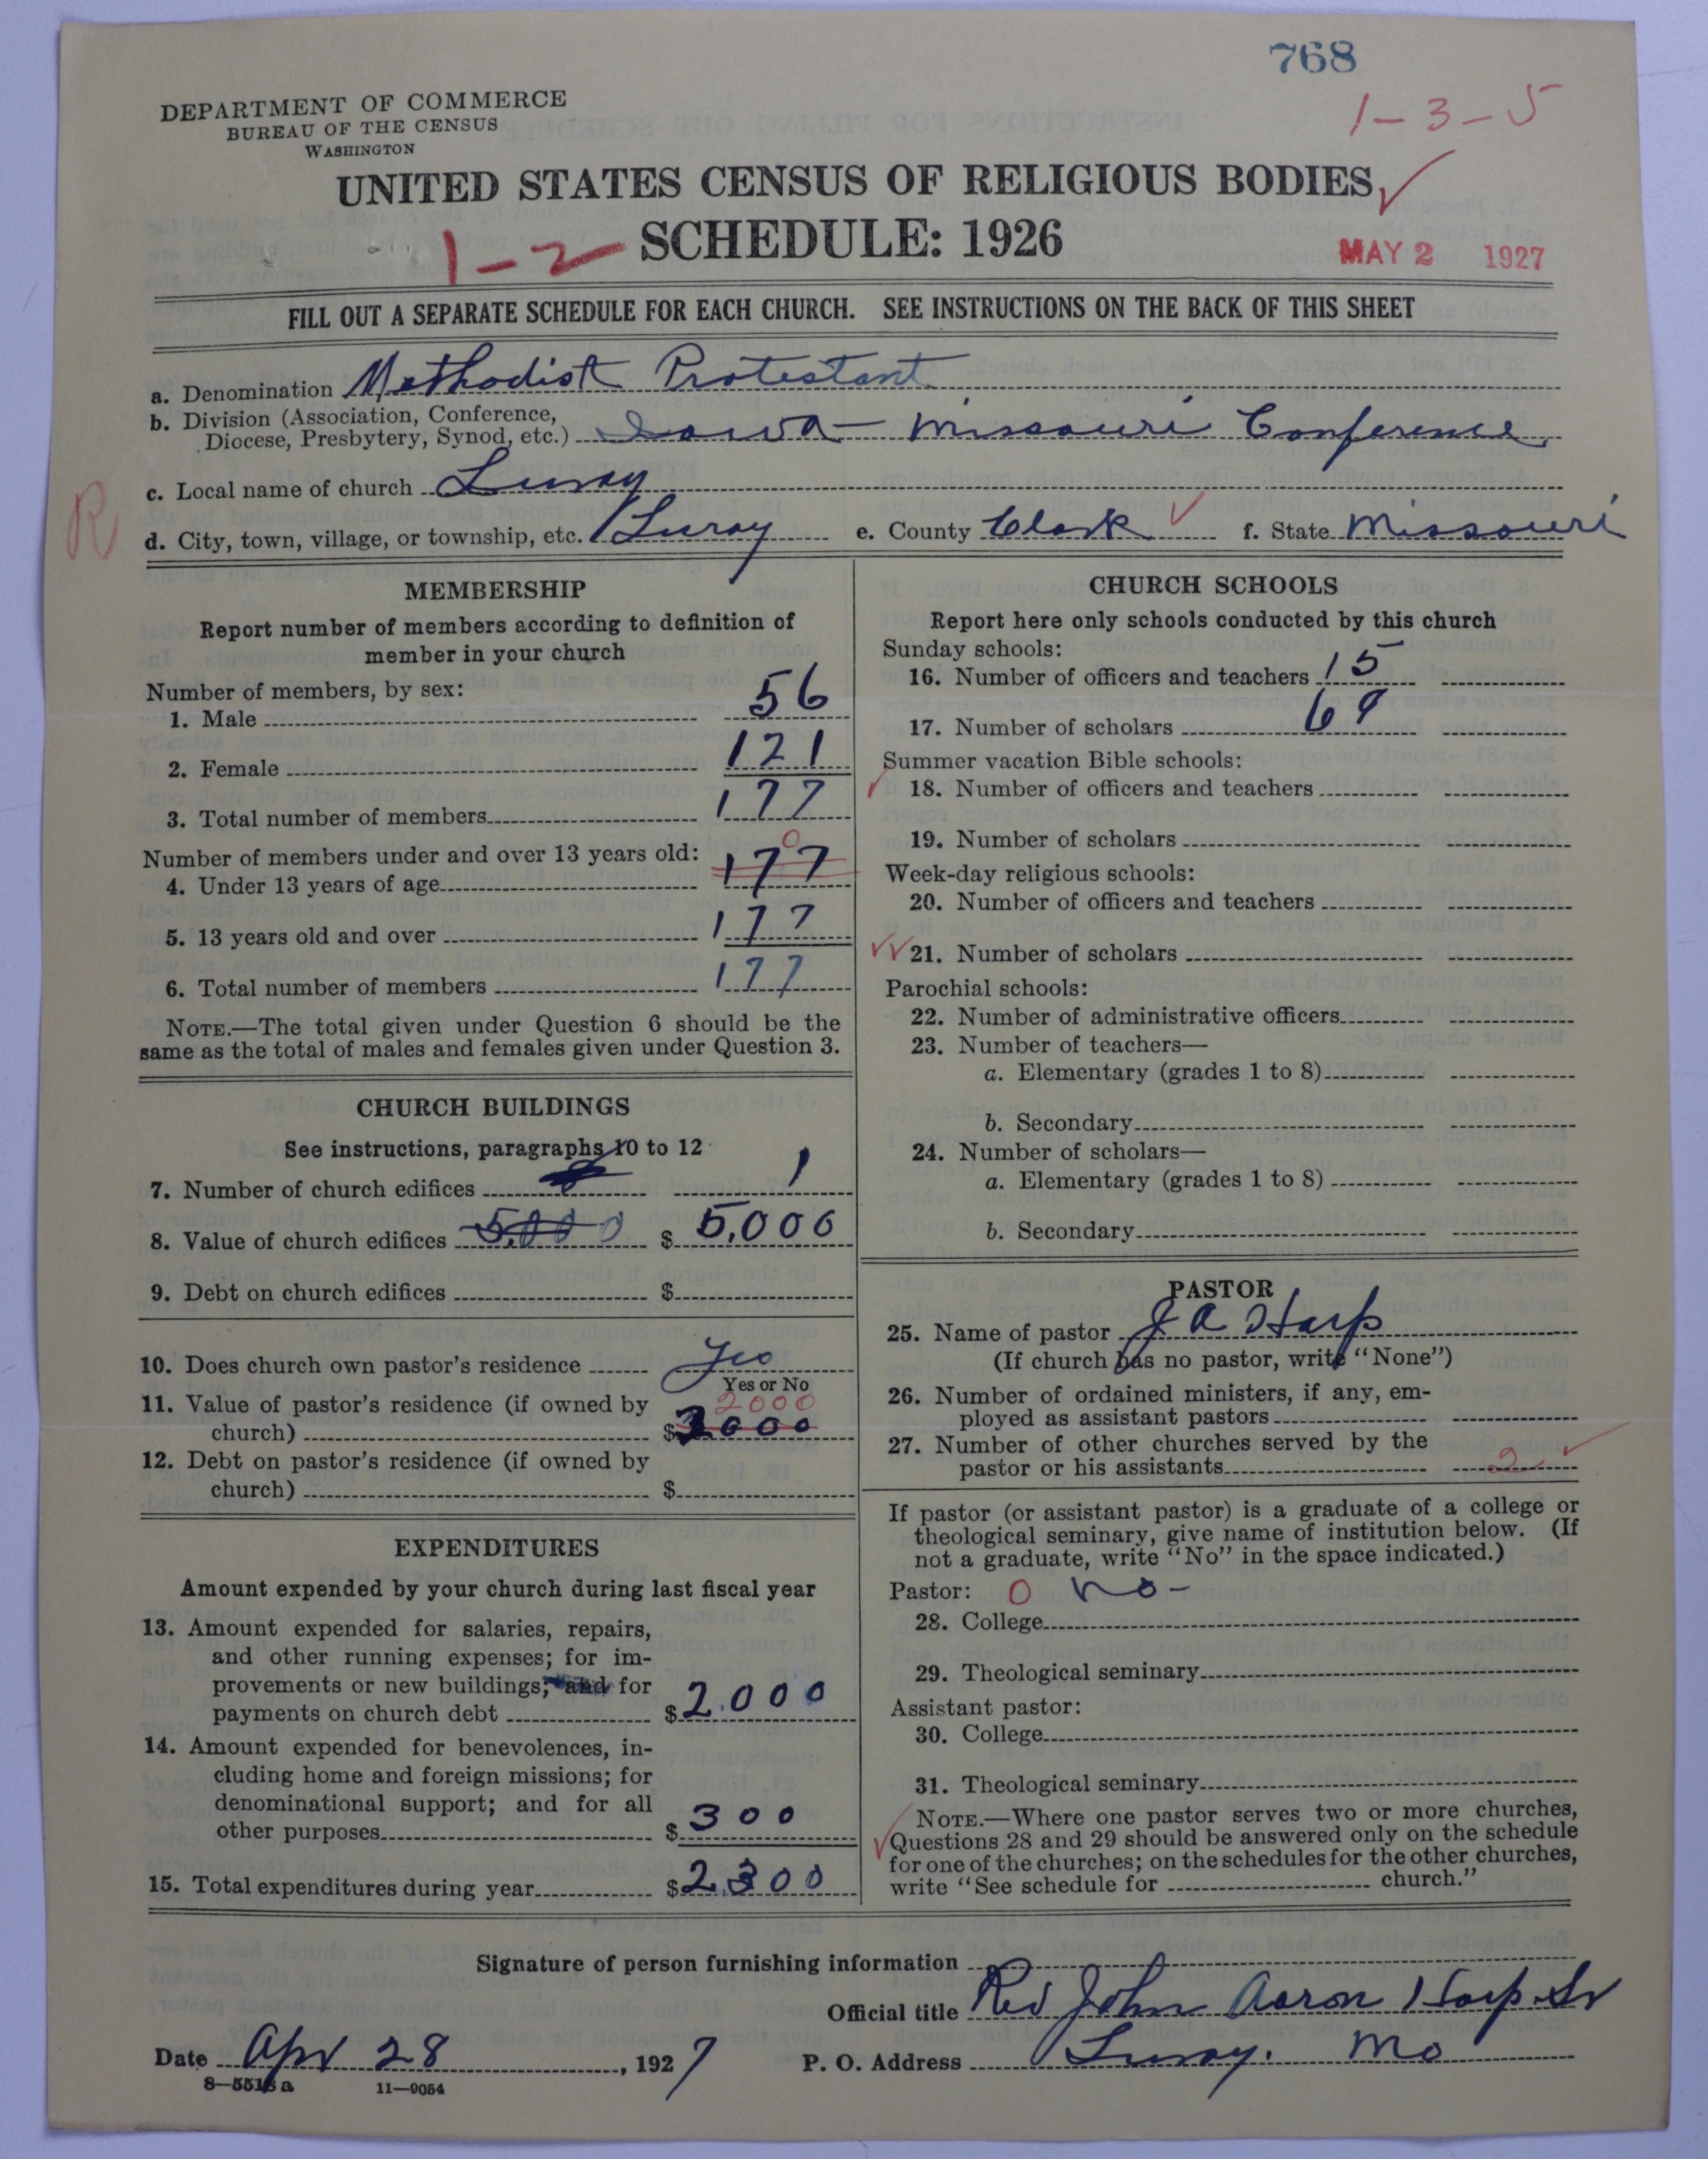 768
1-3-5
DEPARTMENT OF COMMERCE
BUREAU OF THE CENSUS
WASHINGTON
UNITED STATES CENSUS OF RELIGIOUS BODIES
1-2 SCHEDULE: 1926
MAY 2 1927
FILL OUT A SEPARATE SCHEDULE FOR EACH CHURCH. SEE INSTRUCTIONS ON THE BACK OF THIS SHEET
a. Denomination Methodist Protestant
b. Division (Association, Conference,
Diocese, Presbytery, Synod, etc.) Iowa - Missouri Conference
c. Local name of church Luray
R
d. City, town, village, or township, etc. Luray e. County Clark f. State Missouri
MEMBERSHIP
Report number of members according to definition of
member in your church
Number of members, by sex:
1. Male 56
2. Female 121
3. Total number of members 177
Number of members under and over 13 years old: 0
4. Under 13 years of age 177
5. 13 years old and over 177
6. Total number of members 177
NOTE.—The total given under Question 6 should be the
same as the total of males and females given under Question 3.
CHURCH BUILDINGS
See instructions, paragraphs 10 to 12
7. Number of church edifices 1
8. Value of church edifices 5,000 $ 5,000
9. Debt on church edifices $
10. Does church own pastor's residence Yes
Yes or No
11. Value of pastor's residence (if owned by 2000
church) $ 3000
12. Debt on pastor's residence (if owned by
church) $
EXPENDITURES
Amount expended by your church during last fiscal year
13. Amount expended for salaries, repairs,
and other running expenses; for im-
provements or new buildings; and for
payments on church debt $ 2,000
14. Amount expended for benevolences, in-
cluding home and foreign missions; for
denominational support; and for all
other purposes $ 300
15. Total expenditures during year $ 2,300
CHURCH SCHOOLS
Report here only schools conducted by this church
Sunday schools:
16. Number of officers and teachers 15
17. Number of scholars 69
Summer vacation Bible schools:
18. Number of officers and teachers
19. Number of scholars
Week-day religious schools:
20. Number of officers and teachers
21. Number of scholars
Parochial schools:
22. Number of administrative officers
23. Number of teachers—
a. Elementary (grades 1 to 8)
b. Secondary
24. Number of scholars—
a. Elementary (grades 1 to 8)
b. Secondary
PASTOR
25. Name of pastor J A Harp
(If church has no pastor, write "None")
26. Number of ordained ministers, if any, em-
ployed as assistant pastors
27. Number of other churches served by the
pastor or his assistants 2
If pastor (or assistant pastor) is a graduate of a college or
theological seminary, give name of institution below. (If
not a graduate, write "No" in the space indicated.)
Pastor: 0 No -
28. College
29. Theological seminary
Assistant pastor:
30. College
31. Theological seminary
NOTE.—Where one pastor serves two or more churches,
Questions 28 and 29 should be answered only on the schedule
for one of the churches; on the schedules for the other churches,
write "See schedule for church."
Signature of person furnishing information
Official title Rev John Aaron Harp Sr
Date Apr 28, 1927 P. O. Address Luray. Mo
8—5513 a 11—9054